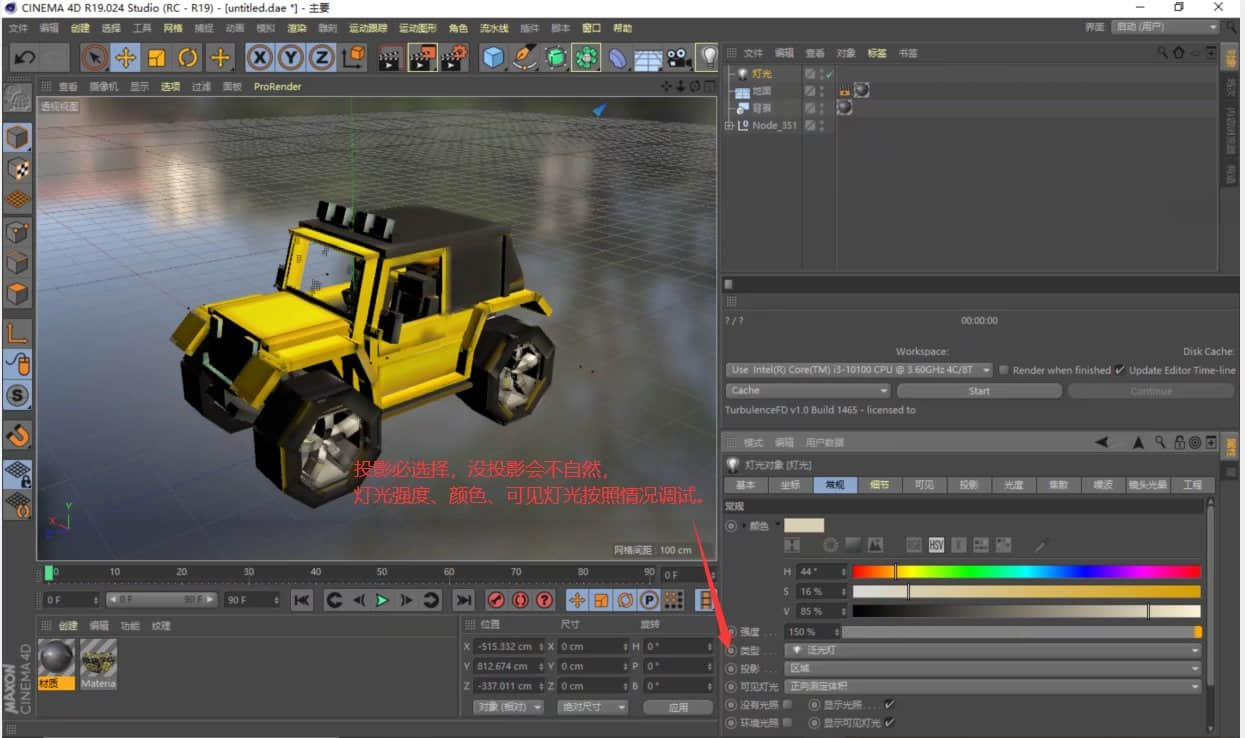 CINEMA 4D R19.024 Studio (RC - R19) - [untitled.dae *] - 主要
文件 编辑 创建 选择 工具 网格 捕捉 动画 模拟 渲染 雕刻 运动跟踪 运动图形 角色 流水线 插件 脚本 窗口 帮助
界面: 启动 (用户)
文件 编辑 查看 对象 标签 书签
查看 摄像机 显示 选项 过滤 面板 ProRender
透视视图
灯光
地面
背景
Node_351
? / ?
00:00:00
Workspace:
Disk Cache:
Use Intel(R) Core(TM) i3-10100 CPU @ 3.60GHz 4C/8T
Render when finished
Update Editor Time-line
Cache
Start
Continue
TurbulenceFD v1.0 Build 1465 - licensed to
模式 编辑 用户数据
灯光对象 [灯光]
基本 坐标 常规 细节 可见 投影 光度 焦散 噪波 镜头光晕 工程
投影必选择，没投影会不自然，
灯光强度、颜色、可见灯光按照情况调试。
常规
颜色
HSV
H 44 °
S 16 %
V 85 %
强度 . . . 150 %
类型 . . . 泛光灯
投影 . . . 区域
可见灯光 正向测定体积
没有光照 显示光照 . . . .
环境光照 显示可见灯光
X
Y
网格间距 : 100 cm
0 10 20 30 40 50 60 70 80 90 0 F
0 F 0 F 90 F 90 F
创建 编辑 功能 纹理
材质
Materia
MAXON
CINEMA 4D
位置 尺寸 旋转
X -515.332 cm X 0 cm H 0 °
Y 812.674 cm Y 0 cm P 0 °
Z -337.011 cm Z 0 cm B 0 °
对象 (相对) 绝对尺寸 应用